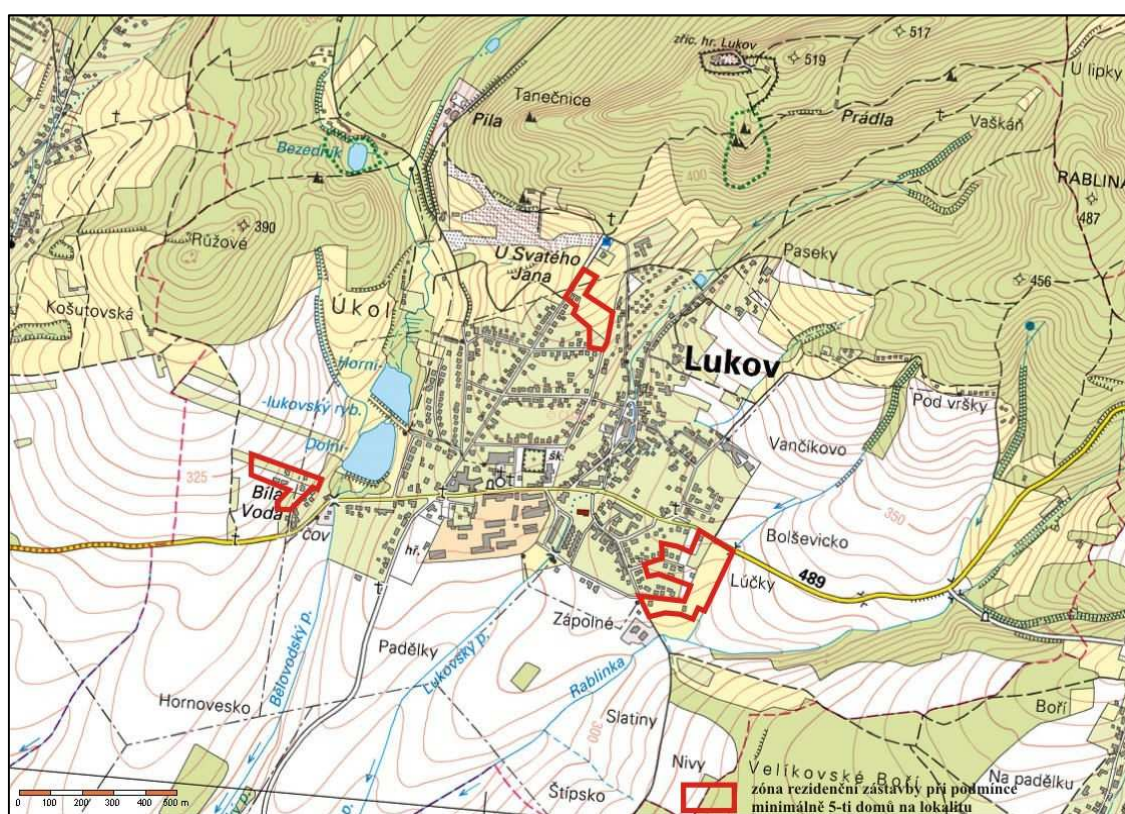 zříc. hr. Lukov
519
517
U lipky
Tanečnice
Pila
Prádla
Vaškáň
Bezedník
400
RABLINA
487
390
Růžové
U Svatého
Jana
Paseky
456
Košutovská
Úkol
Lukov
Horní-
-lukovský ryb.
Dolní-
Pod vršky
Vančíkovo
325
šk.
Bílá
Voda
350
Bolševicko
ČOV
hř.
489
Lúčky
Zápolné
Padělky
Bělovodský p.
Lukovský p.
Rablinka
Hornovesko
Slatiny
300
Boří
Nivy
Velíkovské Boří
Na padělku
Štípsko
zóna rezidenční zástavby při podmínce
minimálně 5-ti domů na lokalitu
0 100 200 300 400 500 m